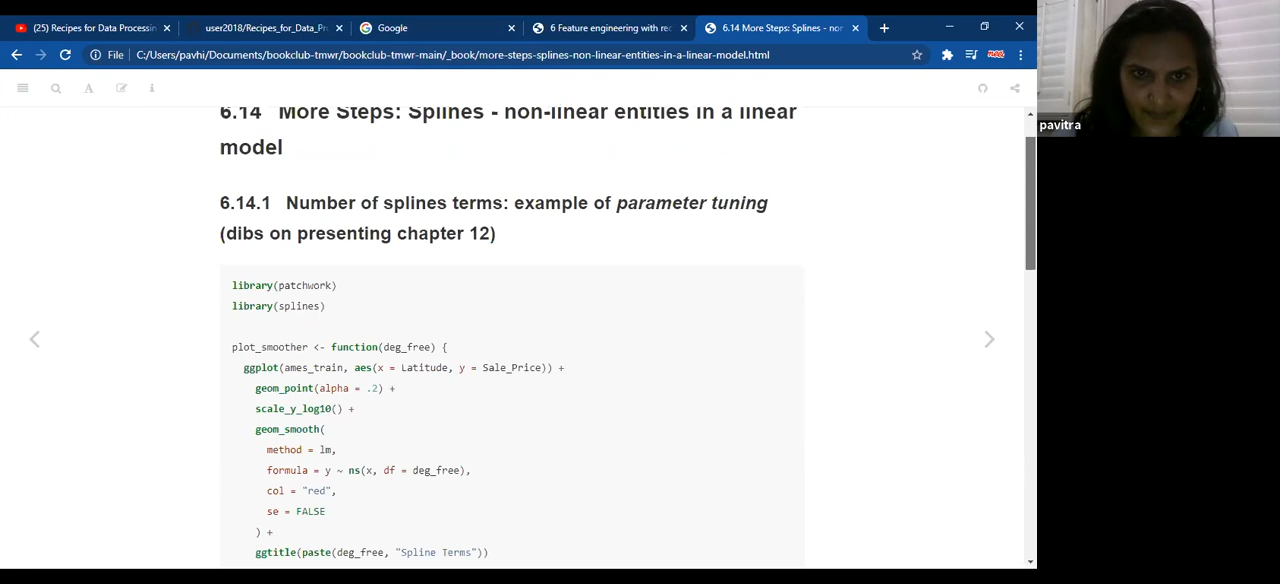 (25) Recipes for Data Processin
user2018/Recipes_for_Data_Pro
Google
6 Feature engineering with rec
6.14 More Steps: Splines - non
File
C:/Users/pavhi/Documents/bookclub-tmwr/bookclub-tmwr-main/_book/more-steps-splines-non-linear-entities-in-a-linear-model.html
pavitra
6.14 More Steps: Splines - non-linear entities in a linear
model
6.14.1 Number of splines terms: example of parameter tuning
(dibs on presenting chapter 12)
library(patchwork)
library(splines)
plot_smoother <- function(deg_free) {
ggplot(ames_train, aes(x = Latitude, y = Sale_Price)) +
geom_point(alpha = .2) +
scale_y_log10() +
geom_smooth(
method = lm,
formula = y ~ ns(x, df = deg_free),
col = "red",
se = FALSE
) +
ggtitle(paste(deg_free, "Spline Terms"))